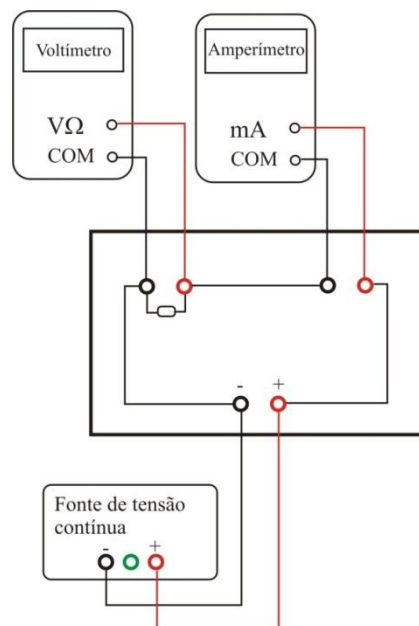 Voltímetro
VΩ
COM
Amperímetro
mA
COM
- +
Fonte de tensão
contínua
- +